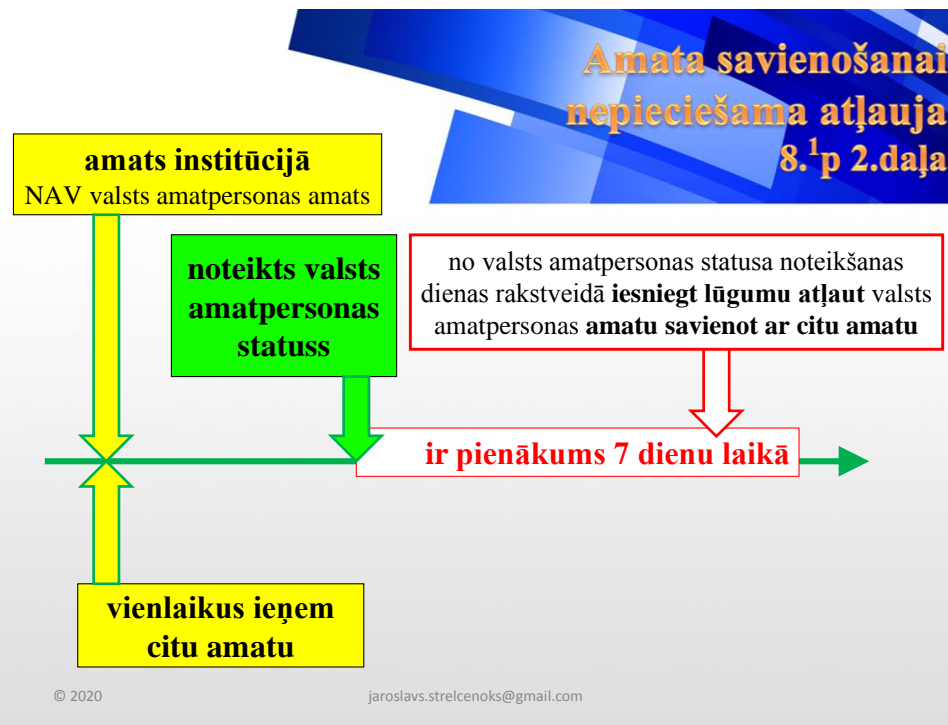 Amata savienošanai
nepieciešama atļauja
8.¹p 2.daļa
amats institūcijā
NAV valsts amatpersonas amats
noteikts valsts
amatpersonas
statuss
no valsts amatpersonas statusa noteikšanas
dienas rakstveidā iesniegt lūgumu atļaut valsts
amatpersonas amatu savienot ar citu amatu
ir pienākums 7 dienu laikā
vienlaikus ieņem
citu amatu
© 2020
jaroslavs.strelcenoks@gmail.com